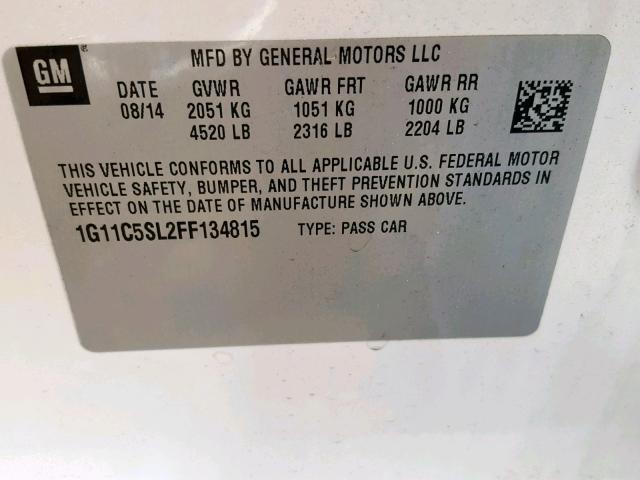 GM ®
MFD BY GENERAL MOTORS LLC
DATE GVWR GAWR FRT GAWR RR
08/14 2051 KG 1051 KG 1000 KG
4520 LB 2316 LB 2204 LB
THIS VEHICLE CONFORMS TO ALL APPLICABLE U.S. FEDERAL MOTOR
VEHICLE SAFETY, BUMPER, AND THEFT PREVENTION STANDARDS IN
EFFECT ON THE DATE OF MANUFACTURE SHOWN ABOVE.
1G11C5SL2FF134815 TYPE: PASS CAR